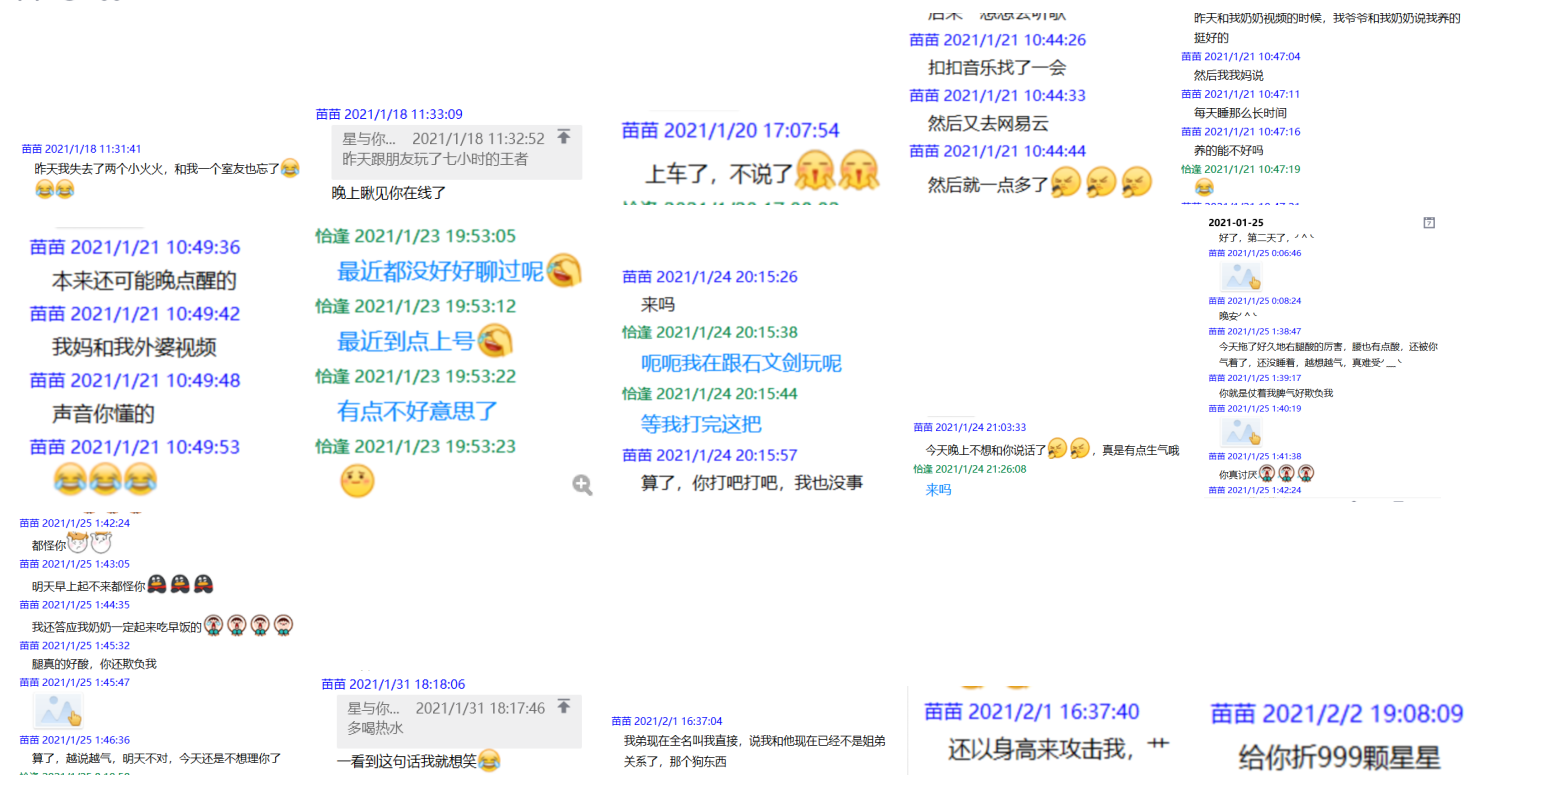 苗苗 2021/1/18 11:31:41
昨天我失去了两个小火火，和我一个室友也忘了
苗苗 2021/1/18 11:33:09
星与你... 2021/1/18 11:32:52
昨天跟朋友玩了七小时的王者
晚上瞅见你在线了
苗苗 2021/1/20 17:07:54
上车了，不说了
苗苗 2021/1/21 10:44:26
扣扣音乐找了一会
苗苗 2021/1/21 10:44:33
然后又去网易云
苗苗 2021/1/21 10:44:44
然后就一点多了
昨天和我奶奶视频的时候，我爷爷和我奶奶说我养的
挺好的
苗苗 2021/1/21 10:47:04
然后我我妈说
苗苗 2021/1/21 10:47:11
每天睡那么长时间
苗苗 2021/1/21 10:47:16
养的能不好吗
恰逢 2021/1/21 10:47:19
苗苗 2021/1/21 10:49:36
本来还可能晚点醒的
苗苗 2021/1/21 10:49:42
我妈和我外婆视频
苗苗 2021/1/21 10:49:48
声音你懂的
苗苗 2021/1/21 10:49:53
恰逢 2021/1/23 19:53:05
最近都没好好聊过呢
恰逢 2021/1/23 19:53:12
最近到点上号
恰逢 2021/1/23 19:53:22
有点不好意思了
恰逢 2021/1/23 19:53:23
苗苗 2021/1/24 20:15:26
来吗
恰逢 2021/1/24 20:15:38
呃呃我在跟石文剑玩呢
恰逢 2021/1/24 20:15:44
等我打完这把
苗苗 2021/1/24 20:15:57
算了，你打吧打吧，我也没事
苗苗 2021/1/24 21:03:33
今天晚上不想和你说话了，真是有点生气哦
恰逢 2021/1/24 21:26:08
来吗
2021-01-25
好了，第二天了，╯^╰
苗苗 2021/1/25 0:06:46
苗苗 2021/1/25 0:08:24
晚安╯^╰
苗苗 2021/1/25 1:38:47
今天拖了好久地右腿酸的厉害，腰也有点酸，还被你
气着了，还没睡着，越想越气，真难受╯__╰
苗苗 2021/1/25 1:39:17
你就是仗着我脾气好欺负我
苗苗 2021/1/25 1:40:19
苗苗 2021/1/25 1:41:38
你真讨厌
苗苗 2021/1/25 1:42:24
苗苗 2021/1/25 1:42:24
都怪你
苗苗 2021/1/25 1:43:05
明天早上起不来都怪你
苗苗 2021/1/25 1:44:35
我还答应我奶奶一定起来吃早饭的
苗苗 2021/1/25 1:45:32
腿真的好酸，你还欺负我
苗苗 2021/1/25 1:45:47
苗苗 2021/1/25 1:46:36
算了，越说越气，明天不对，今天还是不想理你了
苗苗 2021/1/31 18:18:06
星与你... 2021/1/31 18:17:46
多喝热水
一看到这句话我就想笑
苗苗 2021/2/1 16:37:04
我弟现在全名叫我直接，说我和他现在已经不是姐弟
关系了，那个狗东西
苗苗 2021/2/1 16:37:40
还以身高来攻击我，艹
苗苗 2021/2/2 19:08:09
给你折999颗星星